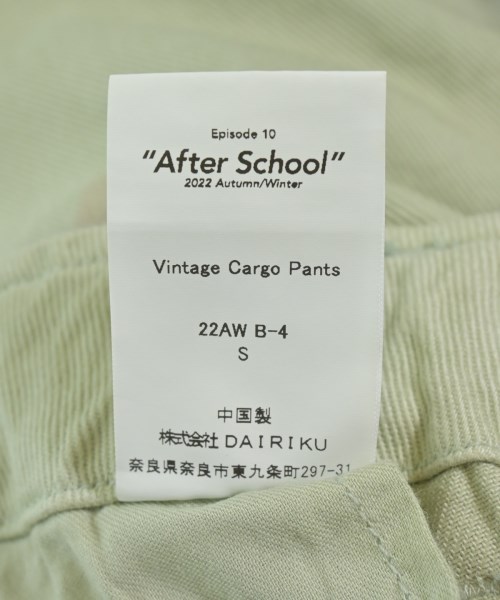 Episode 10
"After School"
2022 Autumn/Winter
Vintage Cargo Pants
22AW B-4
S
中国製
株式会社 DAIRIKU
奈良県奈良市東九条町297-31